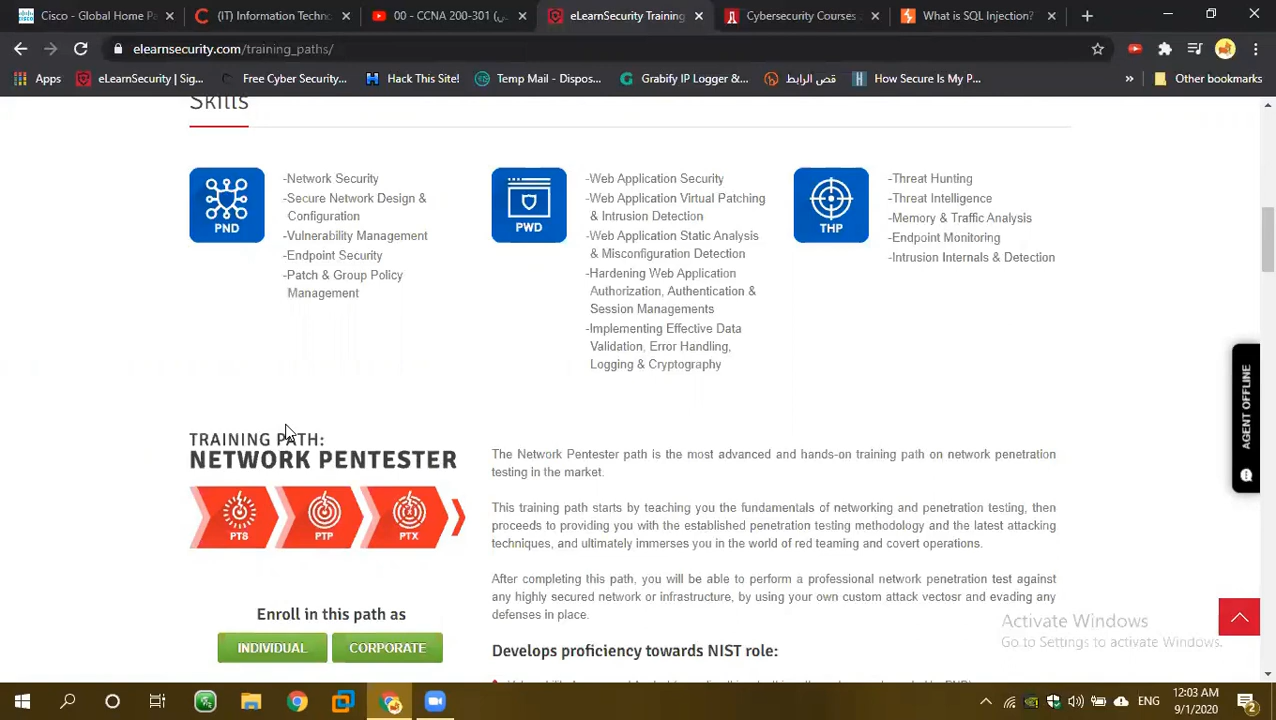 Cisco - Global Home Pa
(IT) Information Techn
00 - CCNA 200-301 (
eLearnSecurity Training
Cybersecurity Courses
What is SQL Injection?
elearnsecurity.com/training_paths/
Apps
eLearnSecurity | Sig...
Free Cyber Security...
Hack This Site!
Temp Mail - Dispos...
Grabify IP Logger &...
قص الرابط
How Secure Is My P...
»
Other bookmarks
Skills
PND
-Network Security
-Secure Network Design &
Configuration
-Vulnerability Management
-Endpoint Security
-Patch & Group Policy
Management
PWD
-Web Application Security
-Web Application Virtual Patching
& Intrusion Detection
-Web Application Static Analysis
& Misconfiguration Detection
-Hardening Web Application
Authorization, Authentication &
Session Managements
-Implementing Effective Data
Validation, Error Handling,
Logging & Cryptography
THP
-Threat Hunting
-Threat Intelligence
-Memory & Traffic Analysis
-Endpoint Monitoring
-Intrusion Internals & Detection
AGENT OFFLINE
TRAINING PATH:
NETWORK PENTESTER
PTS
PTP
PTX
Enroll in this path as
INDIVIDUAL
CORPORATE
The Network Pentester path is the most advanced and hands-on training path on network penetration
testing in the market.
This training path starts by teaching you the fundamentals of networking and penetration testing, then
proceeds to providing you with the established penetration testing methodology and the latest attacking
techniques, and ultimately immerses you in the world of red teaming and covert operations.
After completing this path, you will be able to perform a professional network penetration test against
any highly secured network or infrastructure, by using your own custom attack vectosr and evading any
defenses in place.
Develops proficiency towards NIST role:
Activate Windows
Go to Settings to activate Windows.
ENG
12:03 AM
9/1/2020
2